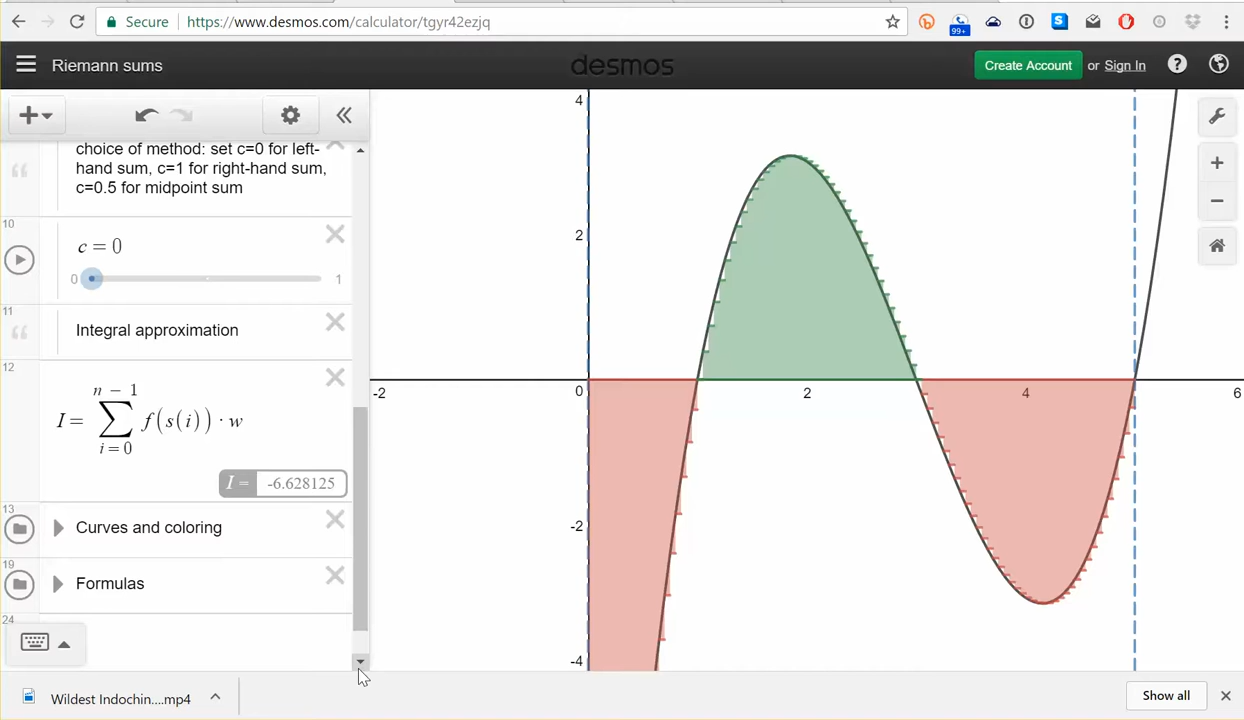 Secure
https://www.desmos.com/calculator/tgyr42ezjq
99+
Riemann sums
desmos
Create Account or Sign In
choice of method: set c=0 for left-
hand sum, c=1 for right-hand sum,
c=0.5 for midpoint sum
10
c = 0
0 1
11
Integral approximation
12
n − 1
I = ∑ f(s(i)) · w
i = 0
I = -6.628125
13
Curves and coloring
19
Formulas
24
4
2
-2 0 2 4 6
-2
-4
Wildest Indochin....mp4
Show all